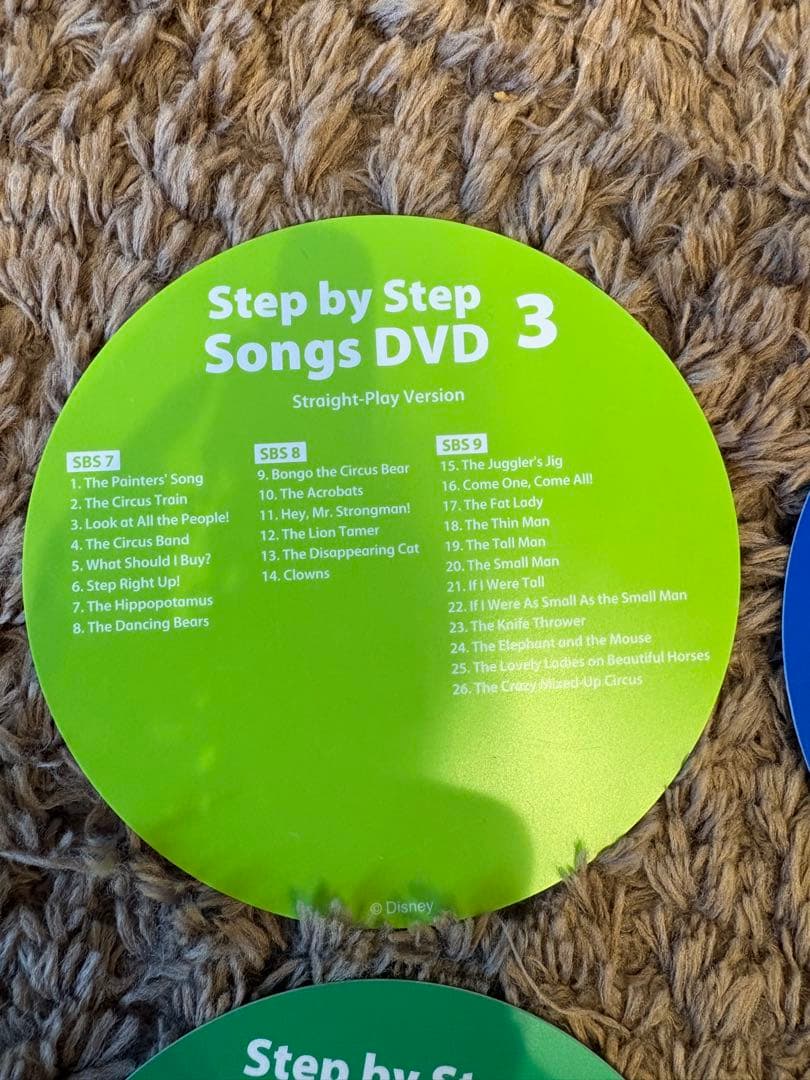 Step by Step
Songs DVD 3
Straight-Play Version
SBS 7
1. The Painters' Song
2. The Circus Train
3. Look at All the People!
4. The Circus Band
5. What Should I Buy?
6. Step Right Up!
7. The Hippopotamus
8. The Dancing Bears
SBS 8
9. Bongo the Circus Bear
10. The Acrobats
11. Hey, Mr. Strongman!
12. The Lion Tamer
13. The Disappearing Cat
14. Clowns
SBS 9
15. The Juggler's Jig
16. Come One, Come All!
17. The Fat Lady
18. The Thin Man
19. The Tall Man
20. The Small Man
21. If I Were Tall
22. If I Were As Small As the Small Man
23. The Knife Thrower
24. The Elephant and the Mouse
25. The Lovely Ladies on Beautiful Horses
26. The Crazy Mixed-Up Circus
© Disney
Step by